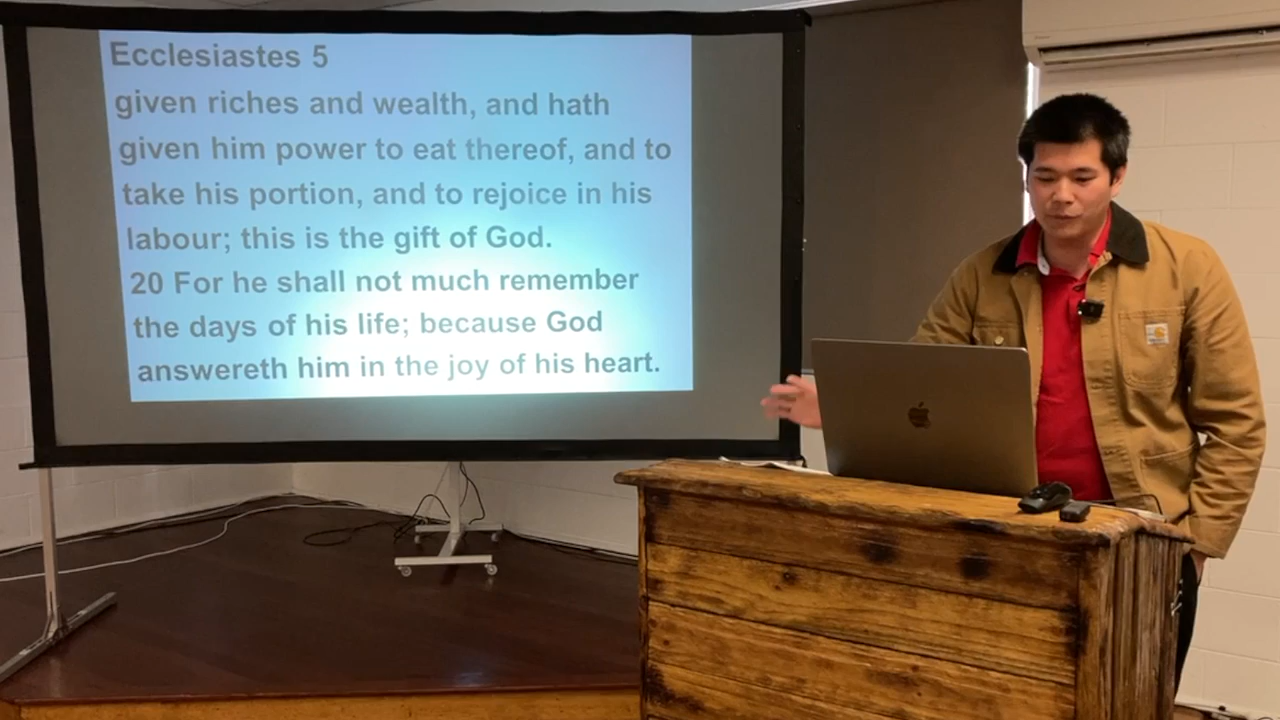 Ecclesiastes 5
given riches and wealth, and hath
given him power to eat thereof, and to
take his portion, and to rejoice in his
labour; this is the gift of God.
20 For he shall not much remember
the days of his life; because God
answereth him in the joy of his heart.